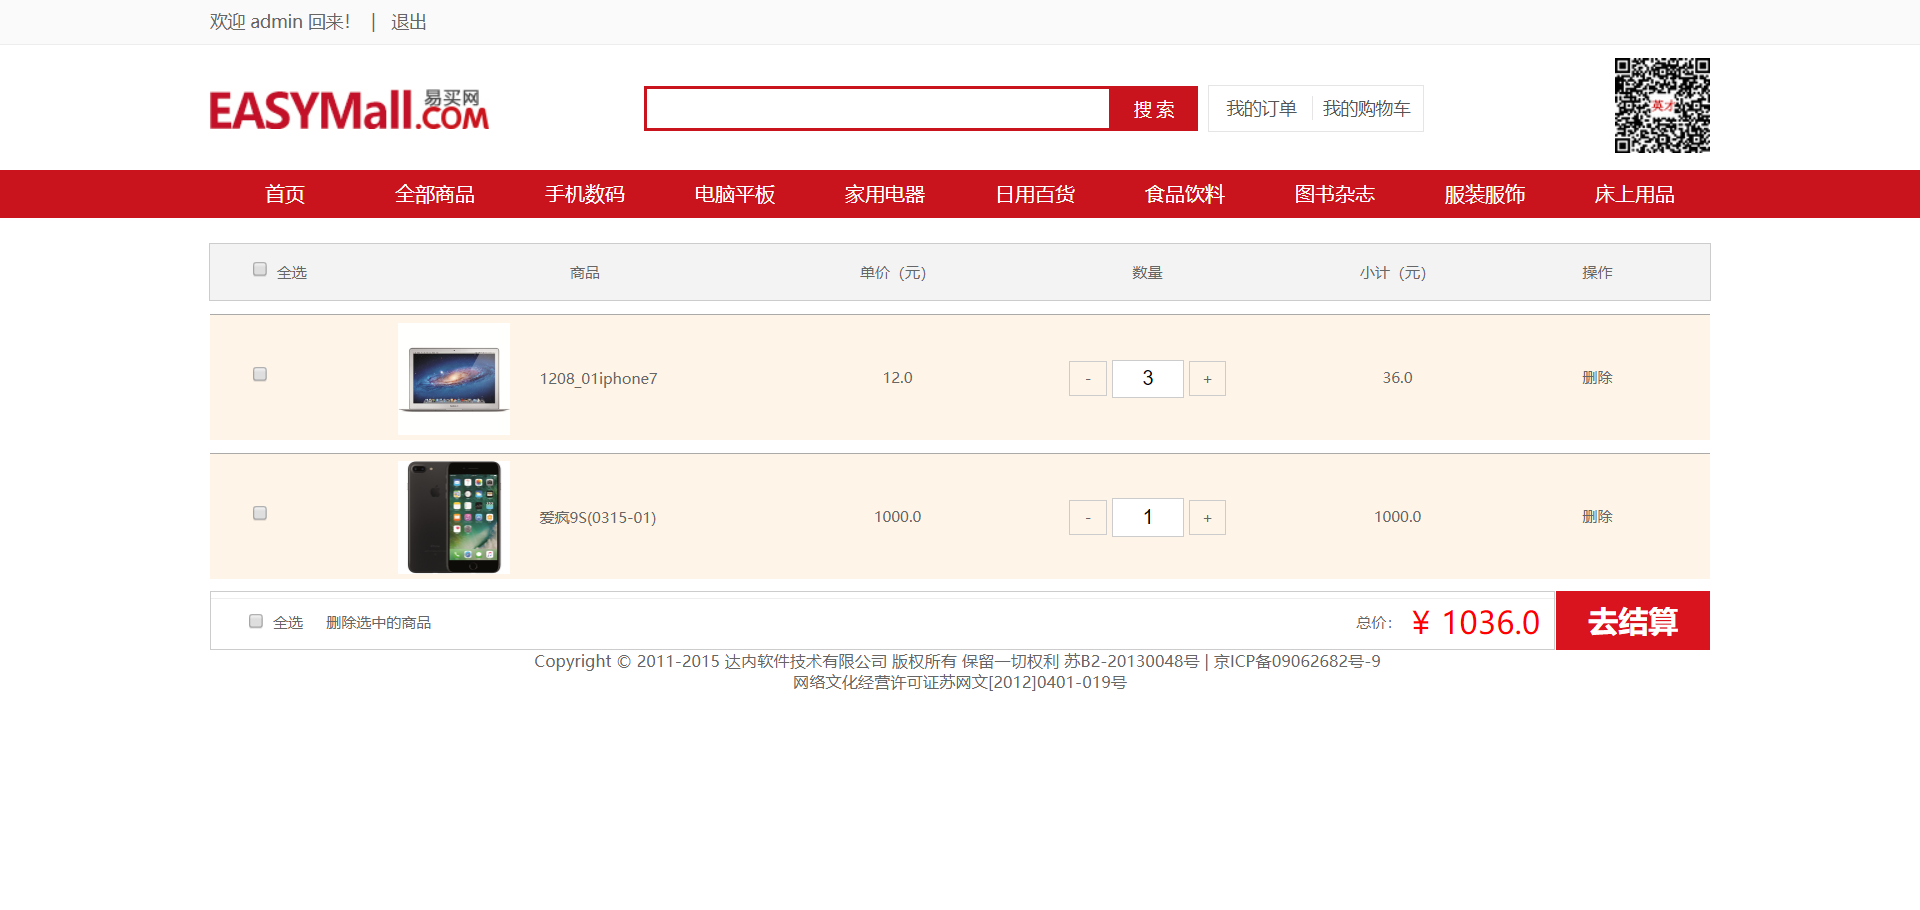 欢迎 admin 回来! | 退出
EASYMall.COM 易买网
搜 索
我的订单 | 我的购物车
英才
首页 全部商品 手机数码 电脑平板 家用电器 日用百货 食品饮料 图书杂志 服装服饰 床上用品
全选 商品 单价（元） 数量 小计（元） 操作
1208_01iphone7 12.0 - 3 + 36.0 删除
爱疯9S(0315-01) 1000.0 - 1 + 1000.0 删除
全选 删除选中的商品 总价： ¥ 1036.0 去结算
Copyright © 2011-2015 达内软件技术有限公司 版权所有 保留一切权利 苏B2-20130048号 | 京ICP备09062682号-9
网络文化经营许可证苏网文[2012]0401-019号